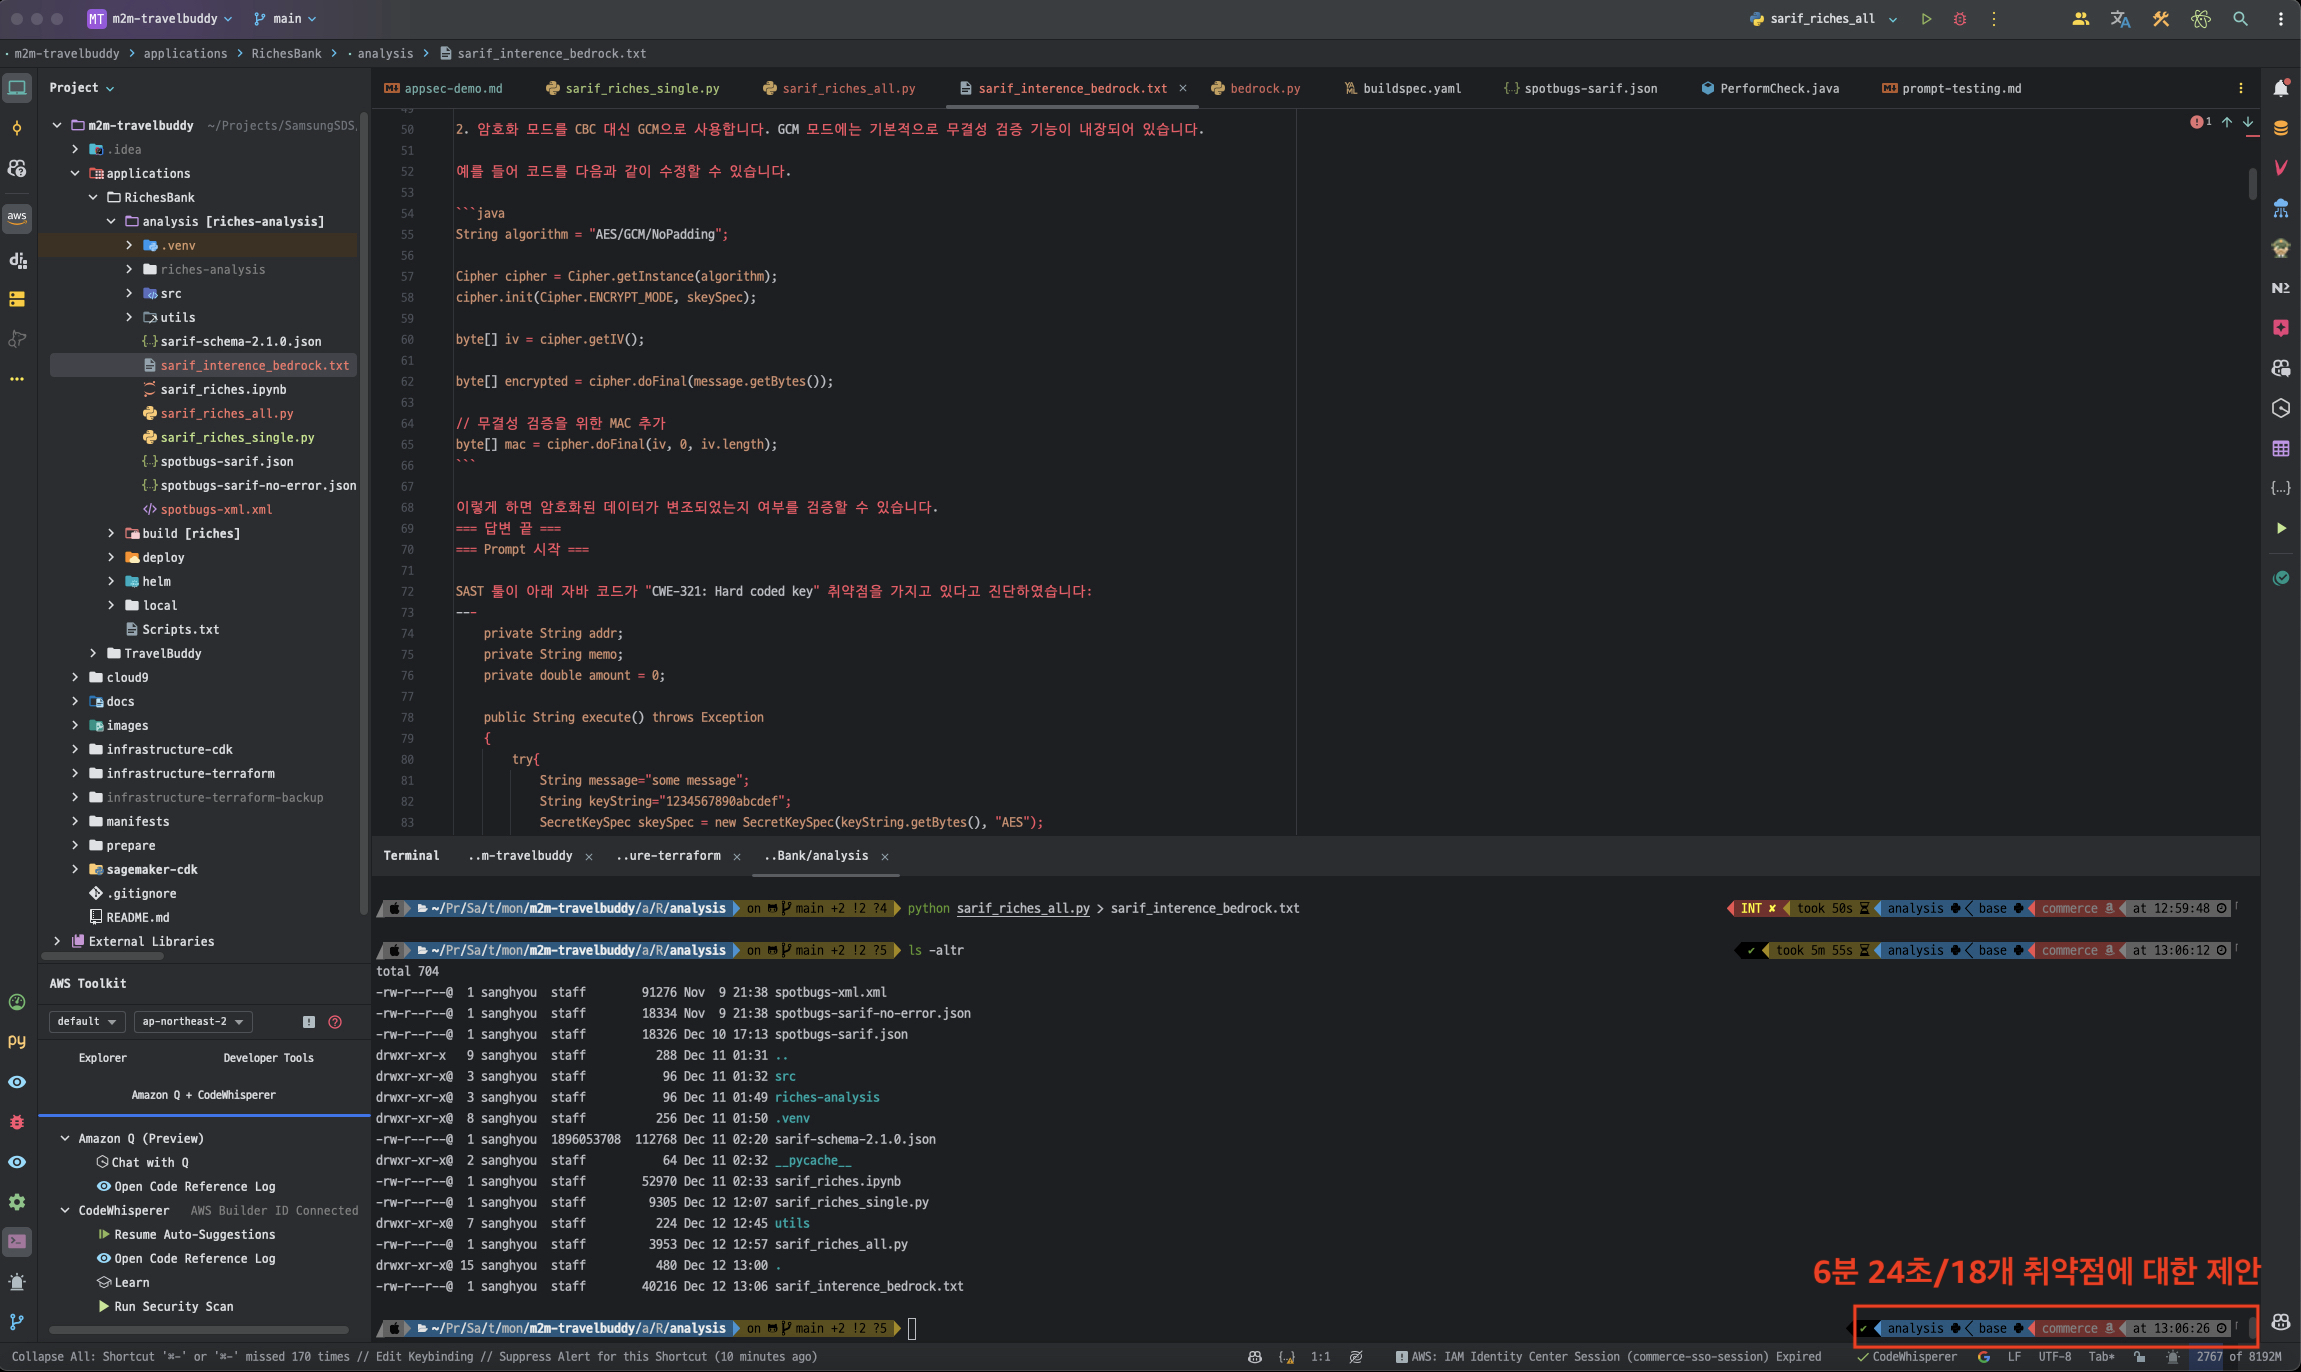 MT m2m-travelbuddy main sarif_riches_all
m2m-travelbuddy > applications > RichesBank > analysis > sarif_interence_bedrock.txt
Project
m2m-travelbuddy ~/Projects/SamsungSDS,
.idea
applications
RichesBank
analysis [riches-analysis]
.venv
riches-analysis
src
utils
sarif-schema-2.1.0.json
sarif_interence_bedrock.txt
sarif_riches.ipynb
sarif_riches_all.py
sarif_riches_single.py
spotbugs-sarif.json
spotbugs-sarif-no-error.json
spotbugs-xml.xml
build [riches]
deploy
helm
local
Scripts.txt
TravelBuddy
cloud9
docs
images
infrastructure-cdk
infrastructure-terraform
infrastructure-terraform-backup
manifests
prepare
sagemaker-cdk
.gitignore
README.md
External Libraries
AWS Toolkit
default ap-northeast-2
Explorer Developer Tools
Amazon Q + CodeWhisperer
Amazon Q (Preview)
Chat with Q
Open Code Reference Log
CodeWhisperer AWS Builder ID Connected
Resume Auto-Suggestions
Open Code Reference Log
Learn
Run Security Scan
appsec-demo.md sarif_riches_single.py sarif_riches_all.py sarif_interence_bedrock.txt × bedrock.py buildspec.yaml spotbugs-sarif.json PerformCheck.java prompt-testing.md
49
50 2. 암호화 모드를 CBC 대신 GCM으로 사용합니다. GCM 모드에는 기본적으로 무결성 검증 기능이 내장되어 있습니다. 1
51
52 예를 들어 코드를 다음과 같이 수정할 수 있습니다.
53
54 ```java
55 String algorithm = "AES/GCM/NoPadding";
56
57 Cipher cipher = Cipher.getInstance(algorithm);
58 cipher.init(Cipher.ENCRYPT_MODE, skeySpec);
59
60 byte[] iv = cipher.getIV();
61
62 byte[] encrypted = cipher.doFinal(message.getBytes());
63
64 // 무결성 검증을 위한 MAC 추가
65 byte[] mac = cipher.doFinal(iv, 0, iv.length);
66 ```
67
68 이렇게 하면 암호화된 데이터가 변조되었는지 여부를 검증할 수 있습니다.
69 === 답변 끝 ===
70 === Prompt 시작 ===
71
72 SAST 툴이 아래 자바 코드가 "CWE-321: Hard coded key" 취약점을 가지고 있다고 진단하였습니다:
73 ---
74 private String addr;
75 private String memo;
76 private double amount = 0;
77
78 public String execute() throws Exception
79 {
80 try{
81 String message="some message";
82 String keyString="1234567890abcdef";
83 SecretKeySpec skeySpec = new SecretKeySpec(keyString.getBytes(), "AES");
Terminal ..m-travelbuddy × ..ure-terraform × ..Bank/analysis ×
~/Pr/Sa/t/mon/m2m-travelbuddy/a/R/analysis on main +2 !2 ?4 python sarif_riches_all.py > sarif_interence_bedrock.txt INT ✘ took 50s analysis base commerce at 12:59:48
~/Pr/Sa/t/mon/m2m-travelbuddy/a/R/analysis on main +2 !2 ?5 ls -altr ✔ took 5m 55s analysis base commerce at 13:06:12
total 704
-rw-r--r--@ 1 sanghyou staff 91276 Nov 9 21:38 spotbugs-xml.xml
-rw-r--r--@ 1 sanghyou staff 18334 Nov 9 21:38 spotbugs-sarif-no-error.json
-rw-r--r--@ 1 sanghyou staff 18326 Dec 10 17:13 spotbugs-sarif.json
drwxr-xr-x 9 sanghyou staff 288 Dec 11 01:31 ..
drwxr-xr-x@ 3 sanghyou staff 96 Dec 11 01:32 src
drwxr-xr-x@ 3 sanghyou staff 96 Dec 11 01:49 riches-analysis
drwxr-xr-x@ 8 sanghyou staff 256 Dec 11 01:50 .venv
-rw-r--r--@ 1 sanghyou 1896053708 112768 Dec 11 02:20 sarif-schema-2.1.0.json
drwxr-xr-x@ 2 sanghyou staff 64 Dec 11 02:32 __pycache__
-rw-r--r--@ 1 sanghyou staff 52970 Dec 11 02:33 sarif_riches.ipynb
-rw-r--r--@ 1 sanghyou staff 9305 Dec 12 12:07 sarif_riches_single.py
drwxr-xr-x@ 7 sanghyou staff 224 Dec 12 12:45 utils
-rw-r--r--@ 1 sanghyou staff 3953 Dec 12 12:57 sarif_riches_all.py
drwxr-xr-x@ 15 sanghyou staff 480 Dec 12 13:00 .
-rw-r--r--@ 1 sanghyou staff 40216 Dec 12 13:06 sarif_interence_bedrock.txt
6분 24초/18개 취약점에 대한 제안
~/Pr/Sa/t/mon/m2m-travelbuddy/a/R/analysis on main +2 !2 ?5 ✔ analysis base commerce at 13:06:26
Collapse All: Shortcut '⌘-' or '⌘-' missed 170 times // Edit Keybinding // Suppress Alert for this Shortcut (10 minutes ago) 1:1 AWS: IAM Identity Center Session (commerce-sso-session) Expired CodeWhisperer LF UTF-8 Tab* 2767 of 8192M